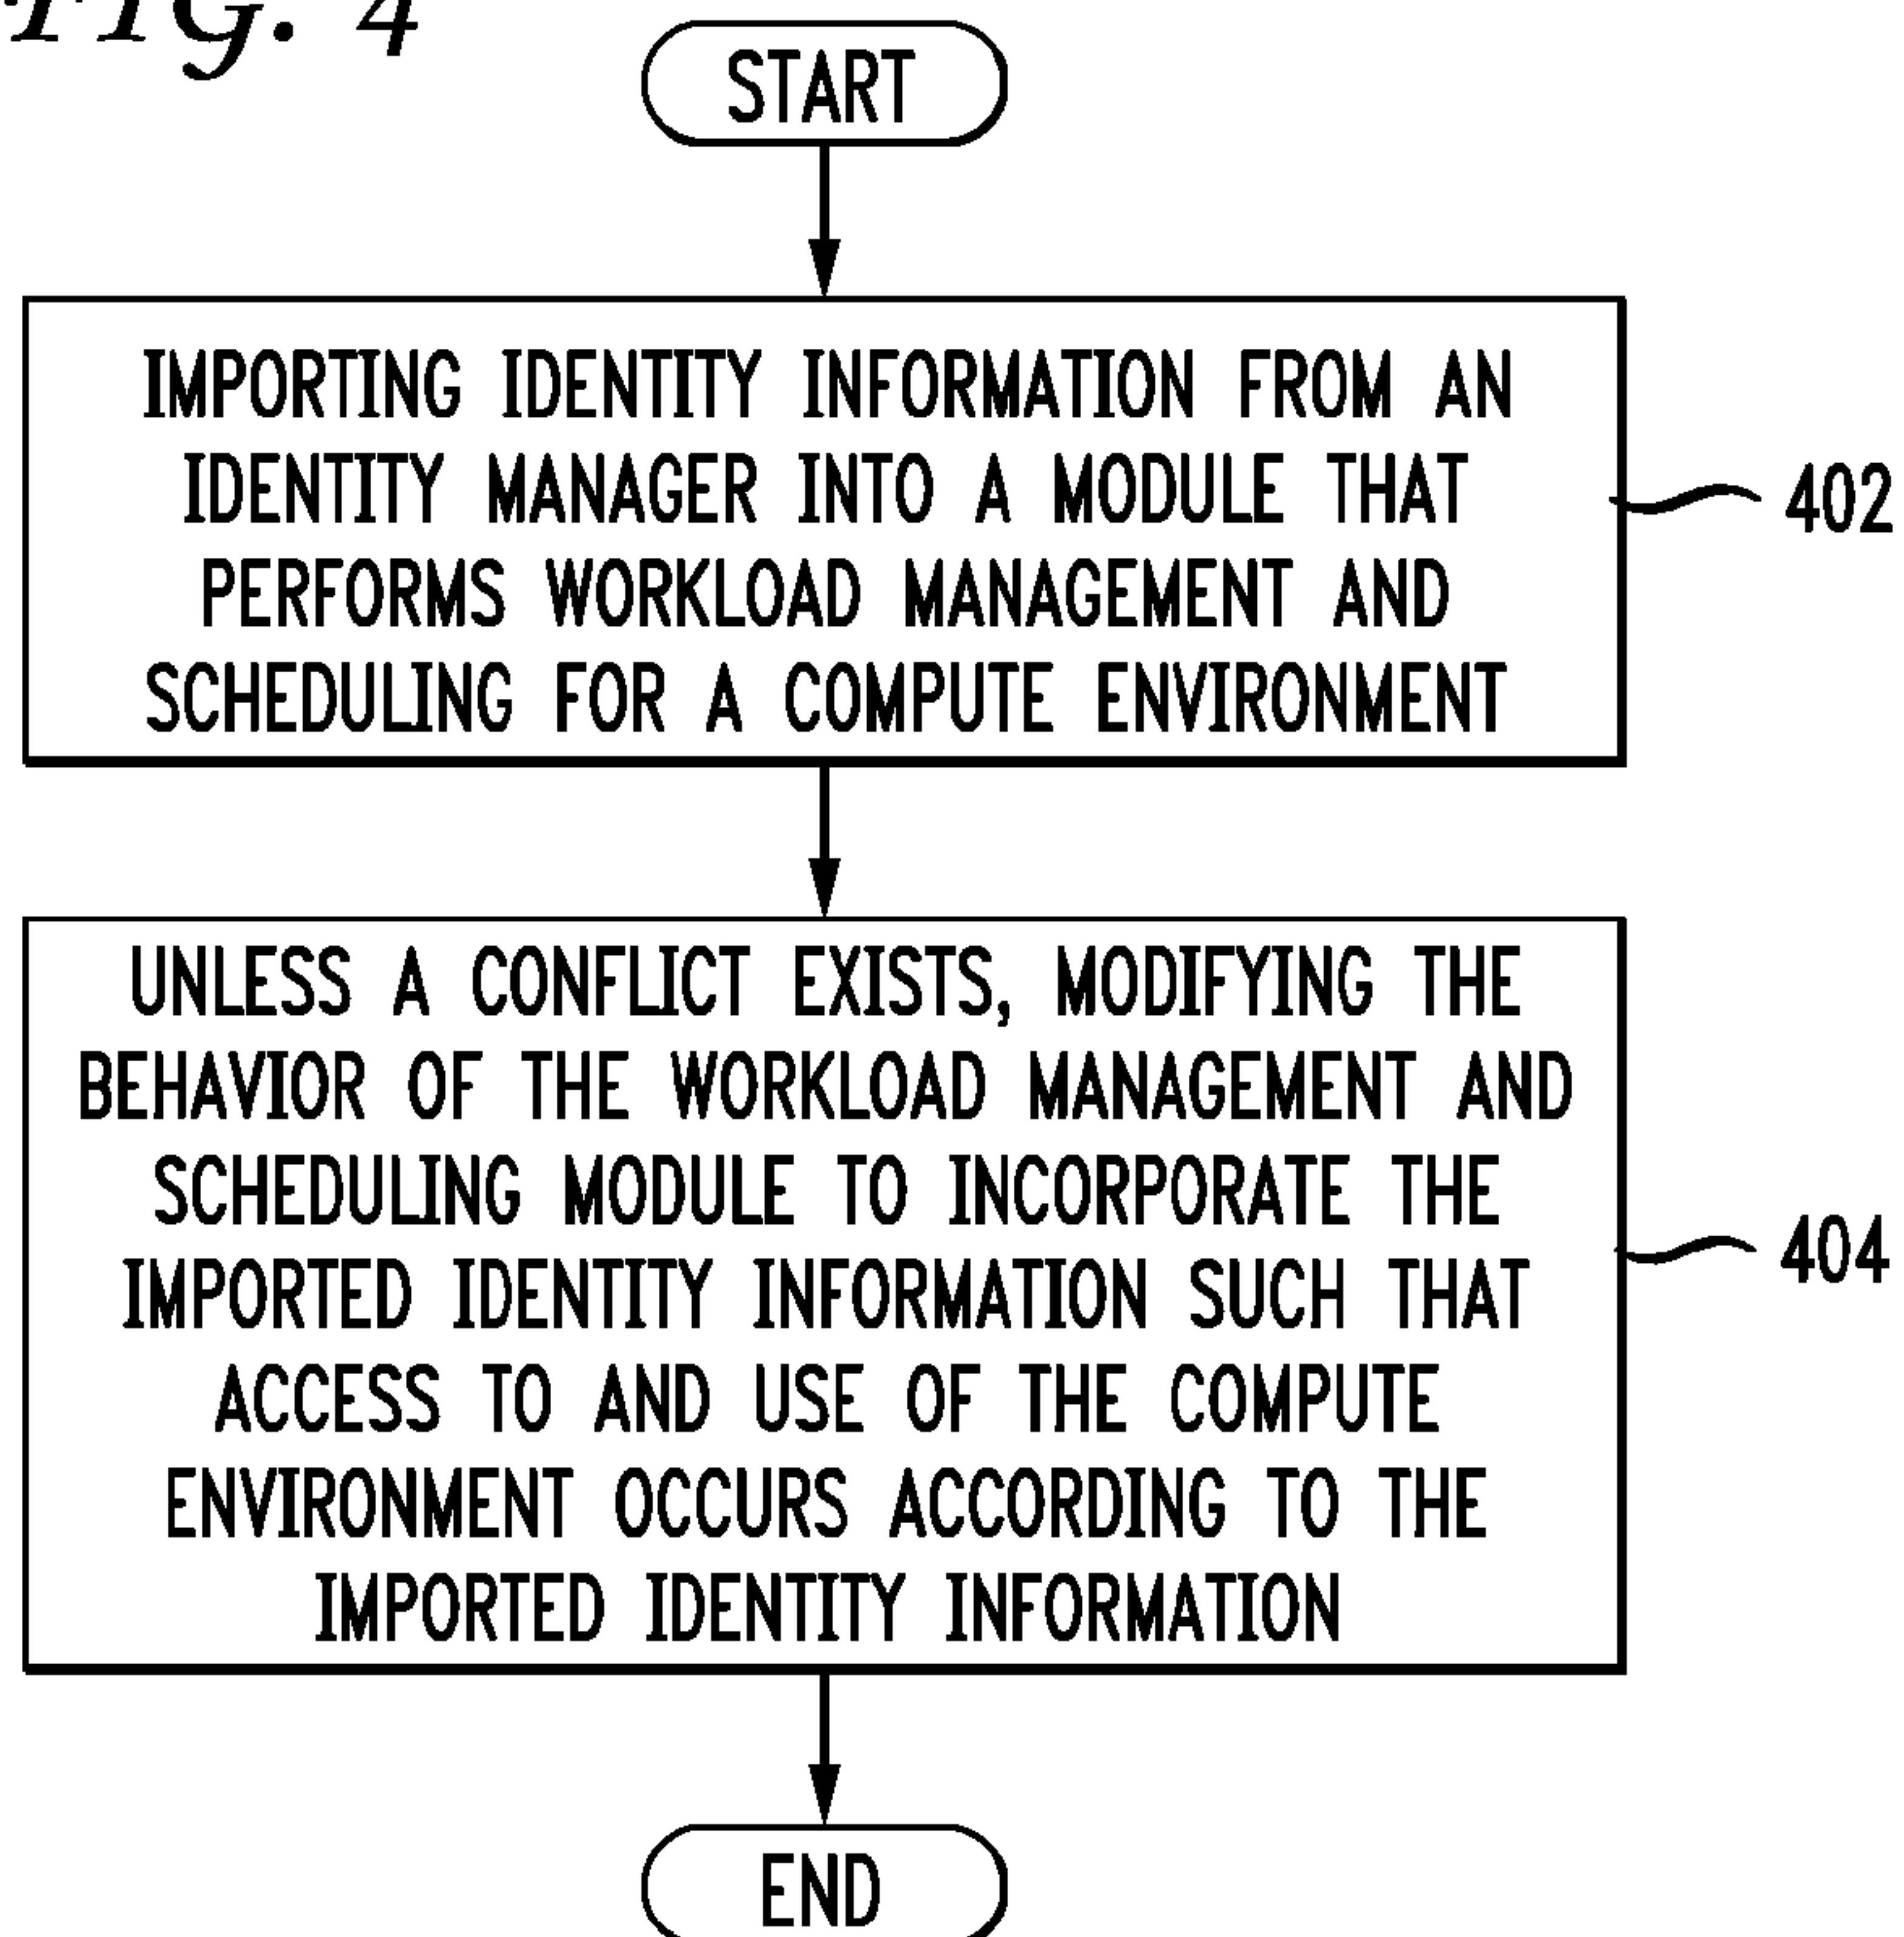 FIG. 4
START
IMPORTING IDENTITY INFORMATION FROM AN
IDENTITY MANAGER INTO A MODULE THAT
PERFORMS WORKLOAD MANAGEMENT AND
SCHEDULING FOR A COMPUTE ENVIRONMENT
402
UNLESS A CONFLICT EXISTS, MODIFYING THE
BEHAVIOR OF THE WORKLOAD MANAGEMENT AND
SCHEDULING MODULE TO INCORPORATE THE
IMPORTED IDENTITY INFORMATION SUCH THAT
ACCESS TO AND USE OF THE COMPUTE
ENVIRONMENT OCCURS ACCORDING TO THE
IMPORTED IDENTITY INFORMATION
404
END